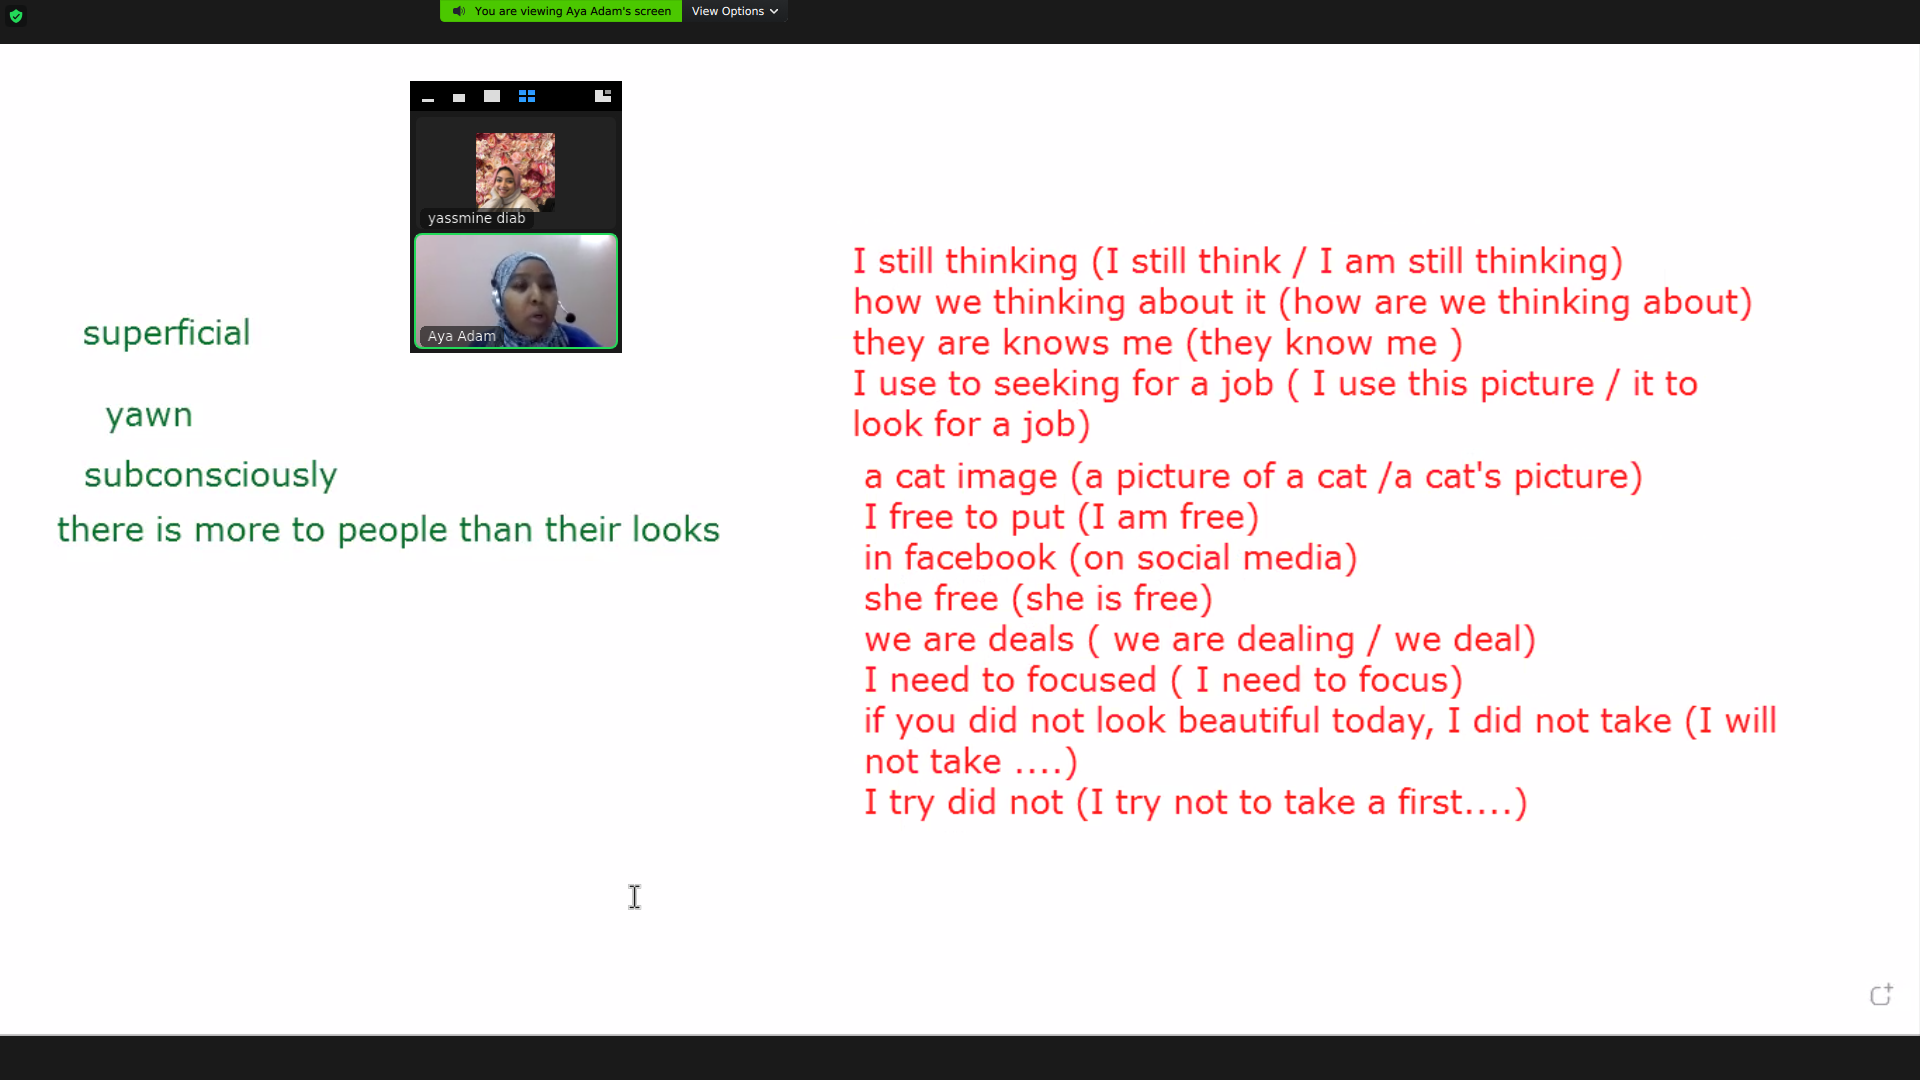 You are viewing Aya Adam's screen
View Options
yassmine diab
Aya Adam
superficial
yawn
subconsciously
there is more to people than their looks
I still thinking (I still think / I am still thinking)
how we thinking about it (how are we thinking about)
they are knows me (they know me )
I use to seeking for a job ( I use this picture / it to
look for a job)
a cat image (a picture of a cat /a cat's picture)
I free to put (I am free)
in facebook (on social media)
she free (she is free)
we are deals ( we are dealing / we deal)
I need to focused ( I need to focus)
if you did not look beautiful today, I did not take (I will
not take ....)
I try did not (I try not to take a first....)